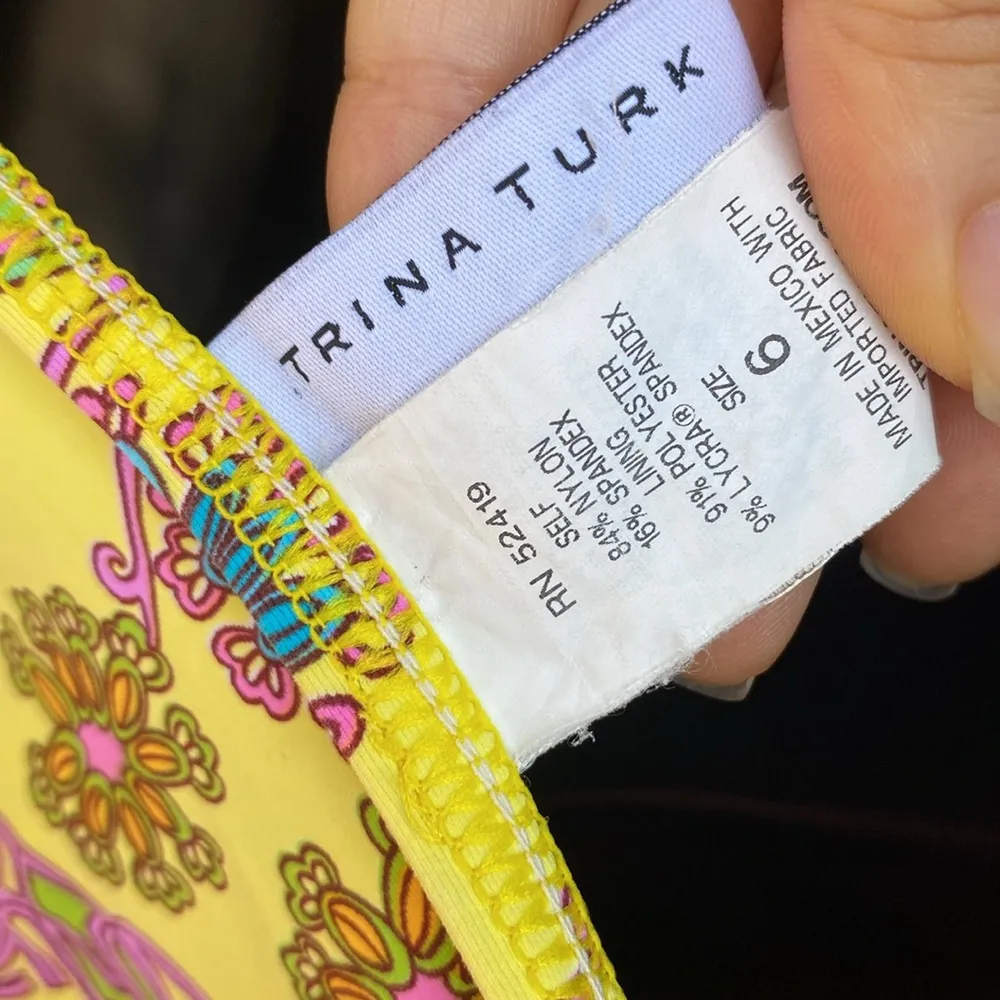 TRINA TURK
RN 52419
SELF
84% NYLON
16% SPANDEX
LINING
91% POLYESTER
9% LYCRA® SPANDEX
SIZE
6
MADE IN MEXICO WITH
IMPORTED FABRIC